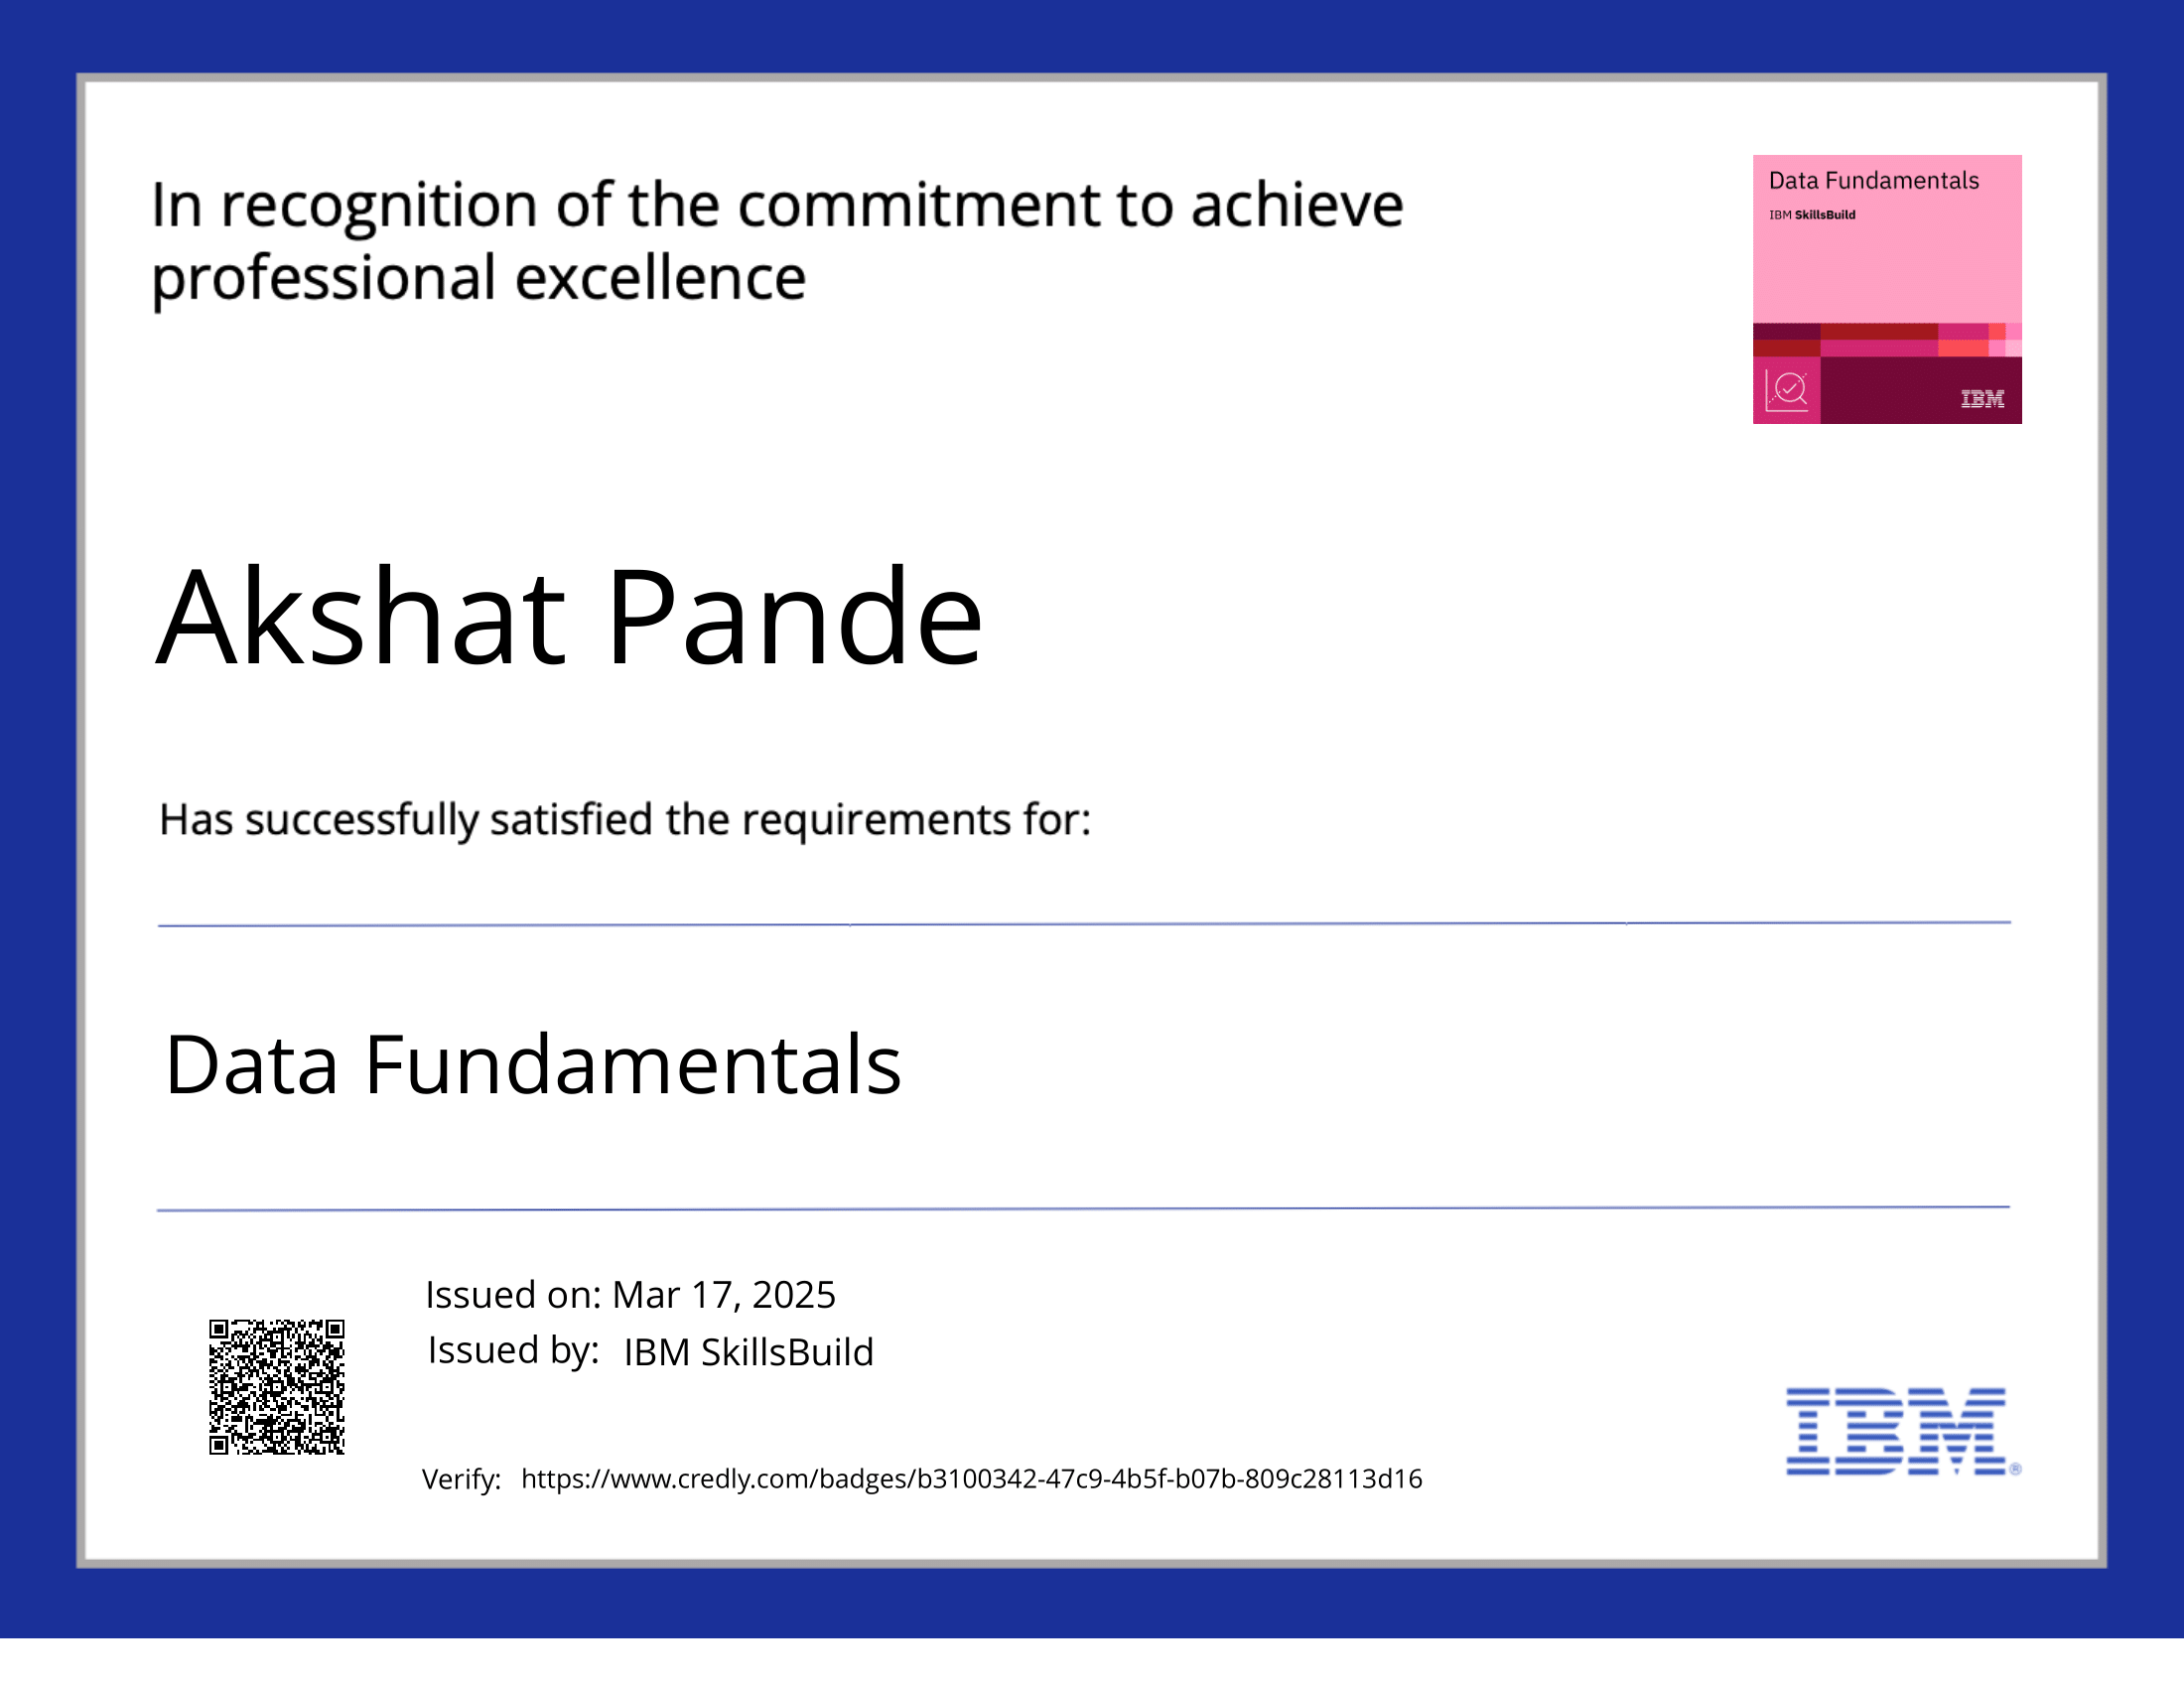 In recognition of the commitment to achieve
professional excellence
Data Fundamentals
IBM SkillsBuild
IBM
Akshat Pande
Has successfully satisfied the requirements for:
Data Fundamentals
Issued on: Mar 17, 2025
Issued by: IBM SkillsBuild
Verify: https://www.credly.com/badges/b3100342-47c9-4b5f-b07b-809c28113d16
IBM®